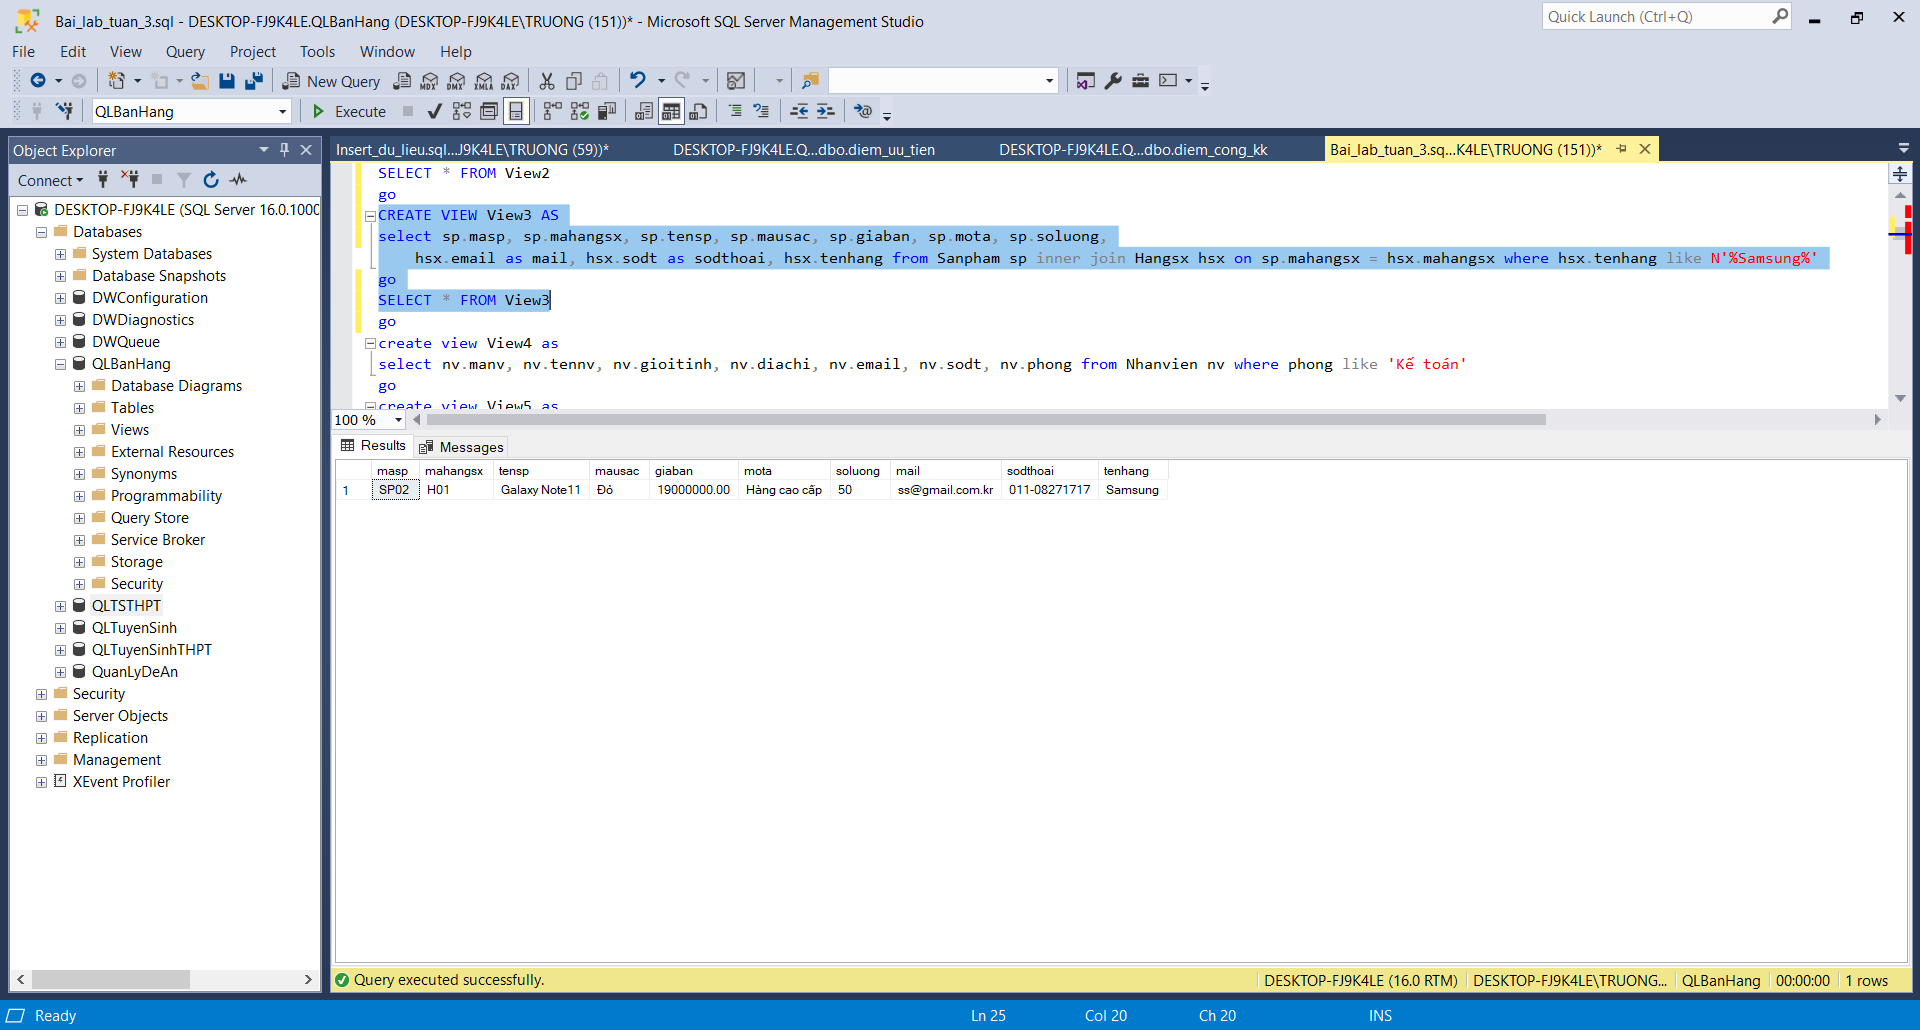 Bai_lab_tuan_3.sql - DESKTOP-FJ9K4LE.QLBanHang (DESKTOP-FJ9K4LE\TRUONG (151))* - Microsoft SQL Server Management Studio
Quick Launch (Ctrl+Q)
File Edit View Query Project Tools Window Help
New Query MDX DMX XMLA DAX
QLBanHang Execute
Object Explorer
Connect
DESKTOP-FJ9K4LE (SQL Server 16.0.1000
Databases
System Databases
Database Snapshots
DWConfiguration
DWDiagnostics
DWQueue
QLBanHang
Database Diagrams
Tables
Views
External Resources
Synonyms
Programmability
Query Store
Service Broker
Storage
Security
QLTSTHPT
QLTuyenSinh
QLTuyenSinhTHPT
QuanLyDeAn
Security
Server Objects
Replication
Management
XEvent Profiler
Insert_du_lieu.sql...J9K4LE\TRUONG (59))* DESKTOP-FJ9K4LE.Q...dbo.diem_uu_tien DESKTOP-FJ9K4LE.Q...dbo.diem_cong_kk Bai_lab_tuan_3.sq...K4LE\TRUONG (151))*
SELECT * FROM View2
go
CREATE VIEW View3 AS
select sp.masp, sp.mahangsx, sp.tensp, sp.mausac, sp.giaban, sp.mota, sp.soluong,
hsx.email as mail, hsx.sodt as sodthoai, hsx.tenhang from Sanpham sp inner join Hangsx hsx on sp.mahangsx = hsx.mahangsx where hsx.tenhang like N'%Samsung%'
go
SELECT * FROM View3
go
create view View4 as
select nv.manv, nv.tennv, nv.gioitinh, nv.diachi, nv.email, nv.sodt, nv.phong from Nhanvien nv where phong like 'Kế toán'
go
create view View5 as
100 %
Results Messages
masp mahangsx tensp mausac giaban mota soluong mail sodthoai tenhang
1 SP02 H01 Galaxy Note11 Đỏ 19000000.00 Hàng cao cấp 50 ss@gmail.com.kr 011-08271717 Samsung
Query executed successfully. DESKTOP-FJ9K4LE (16.0 RTM) DESKTOP-FJ9K4LE\TRUONG... QLBanHang 00:00:00 1 rows
Ready Ln 25 Col 20 Ch 20 INS